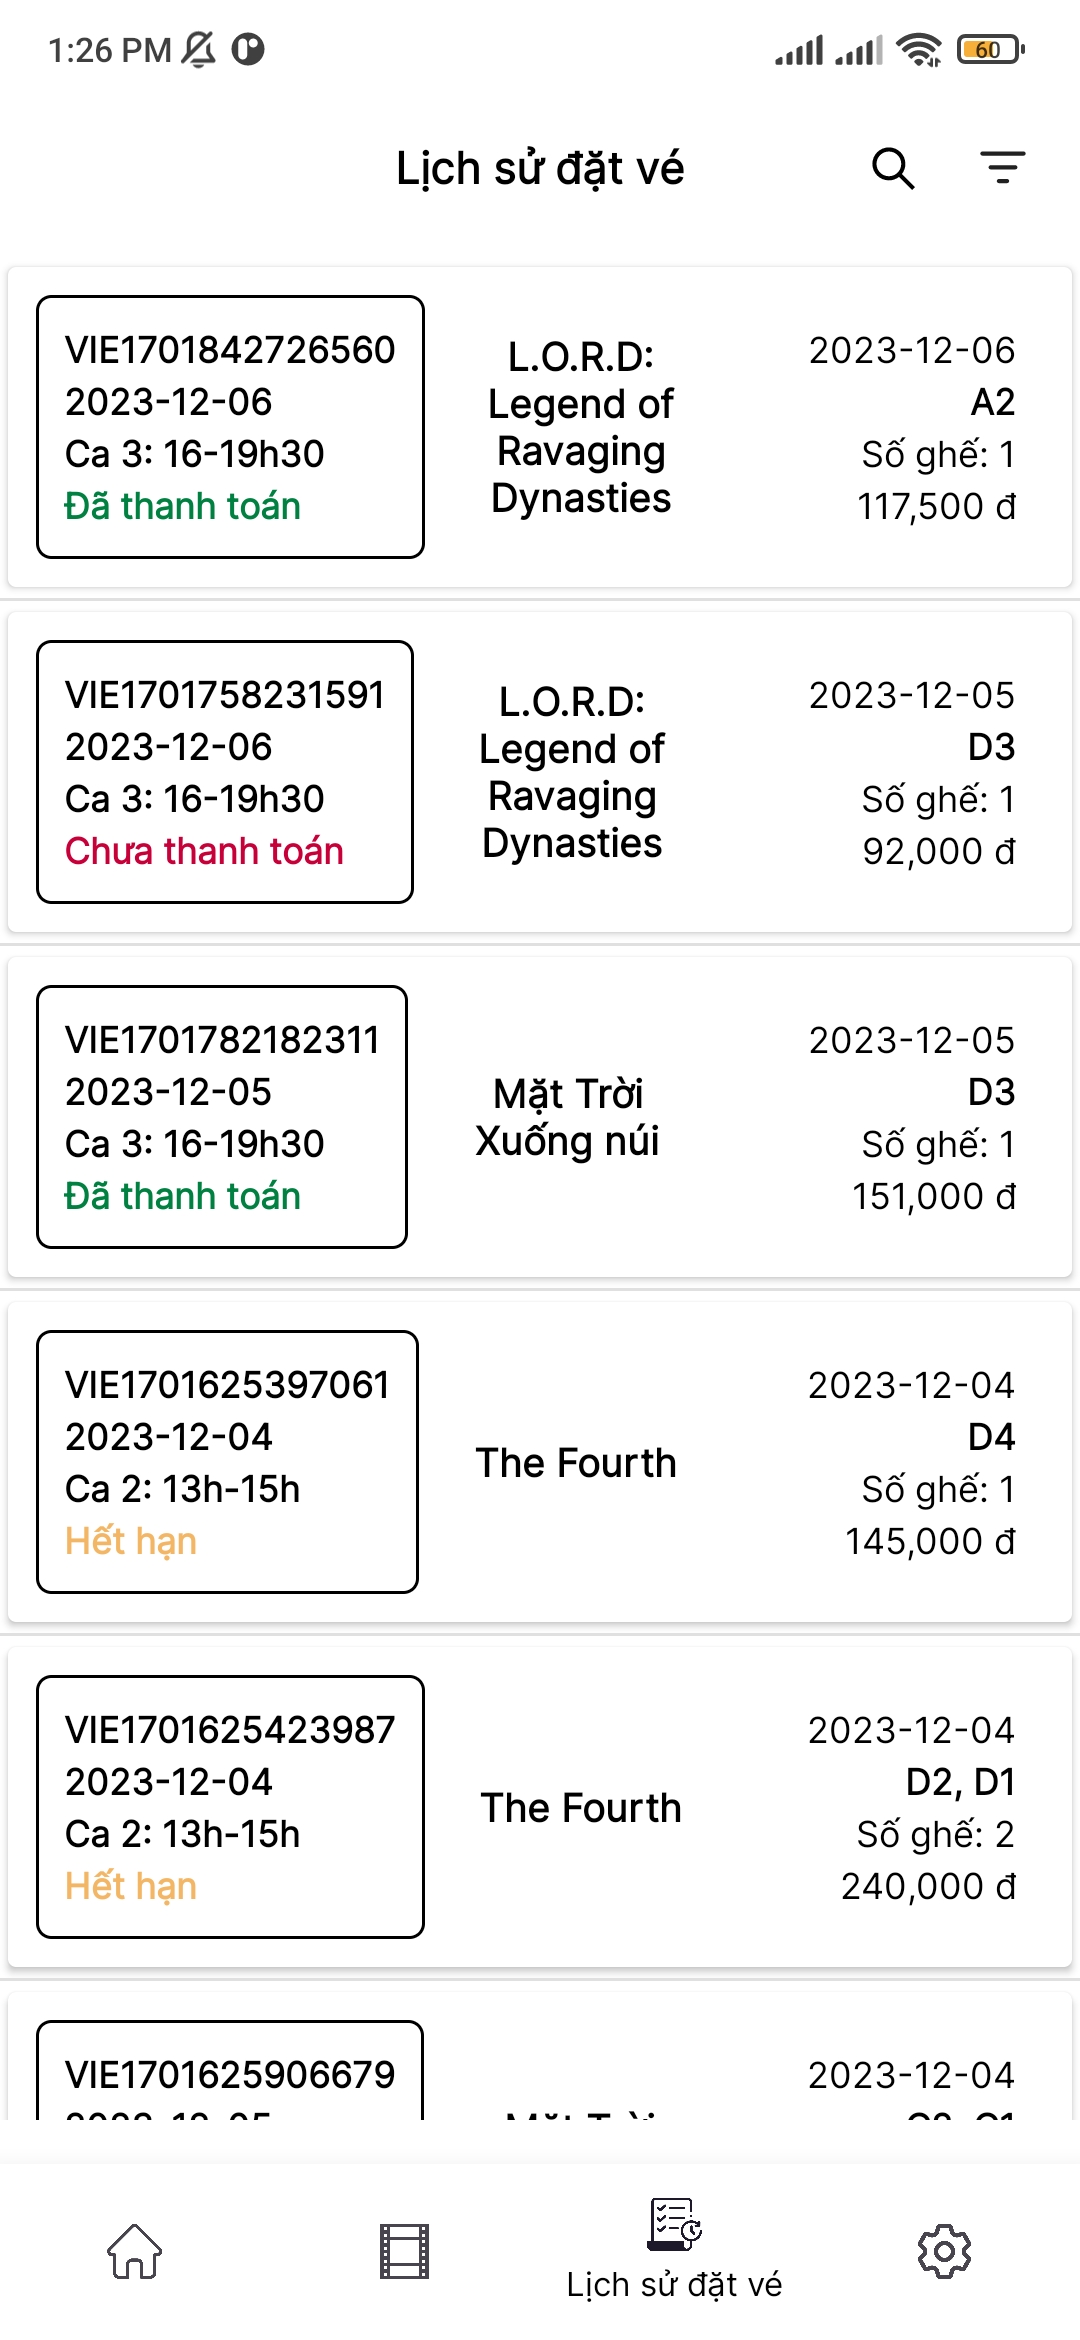 1:26 PM
60
Lịch sử đặt vé
VIE1701842726560
2023-12-06
Ca 3: 16-19h30
Đã thanh toán
L.O.R.D:
Legend of
Ravaging
Dynasties
2023-12-06
A2
Số ghế: 1
117,500 đ
VIE1701758231591
2023-12-06
Ca 3: 16-19h30
Chưa thanh toán
L.O.R.D:
Legend of
Ravaging
Dynasties
2023-12-05
D3
Số ghế: 1
92,000 đ
VIE1701782182311
2023-12-05
Ca 3: 16-19h30
Đã thanh toán
Mặt Trời
Xuống núi
2023-12-05
D3
Số ghế: 1
151,000 đ
VIE1701625397061
2023-12-04
Ca 2: 13h-15h
Hết hạn
The Fourth
2023-12-04
D4
Số ghế: 1
145,000 đ
VIE1701625423987
2023-12-04
Ca 2: 13h-15h
Hết hạn
The Fourth
2023-12-04
D2, D1
Số ghế: 2
240,000 đ
VIE1701625906679
2023-12-04
Lịch sử đặt vé